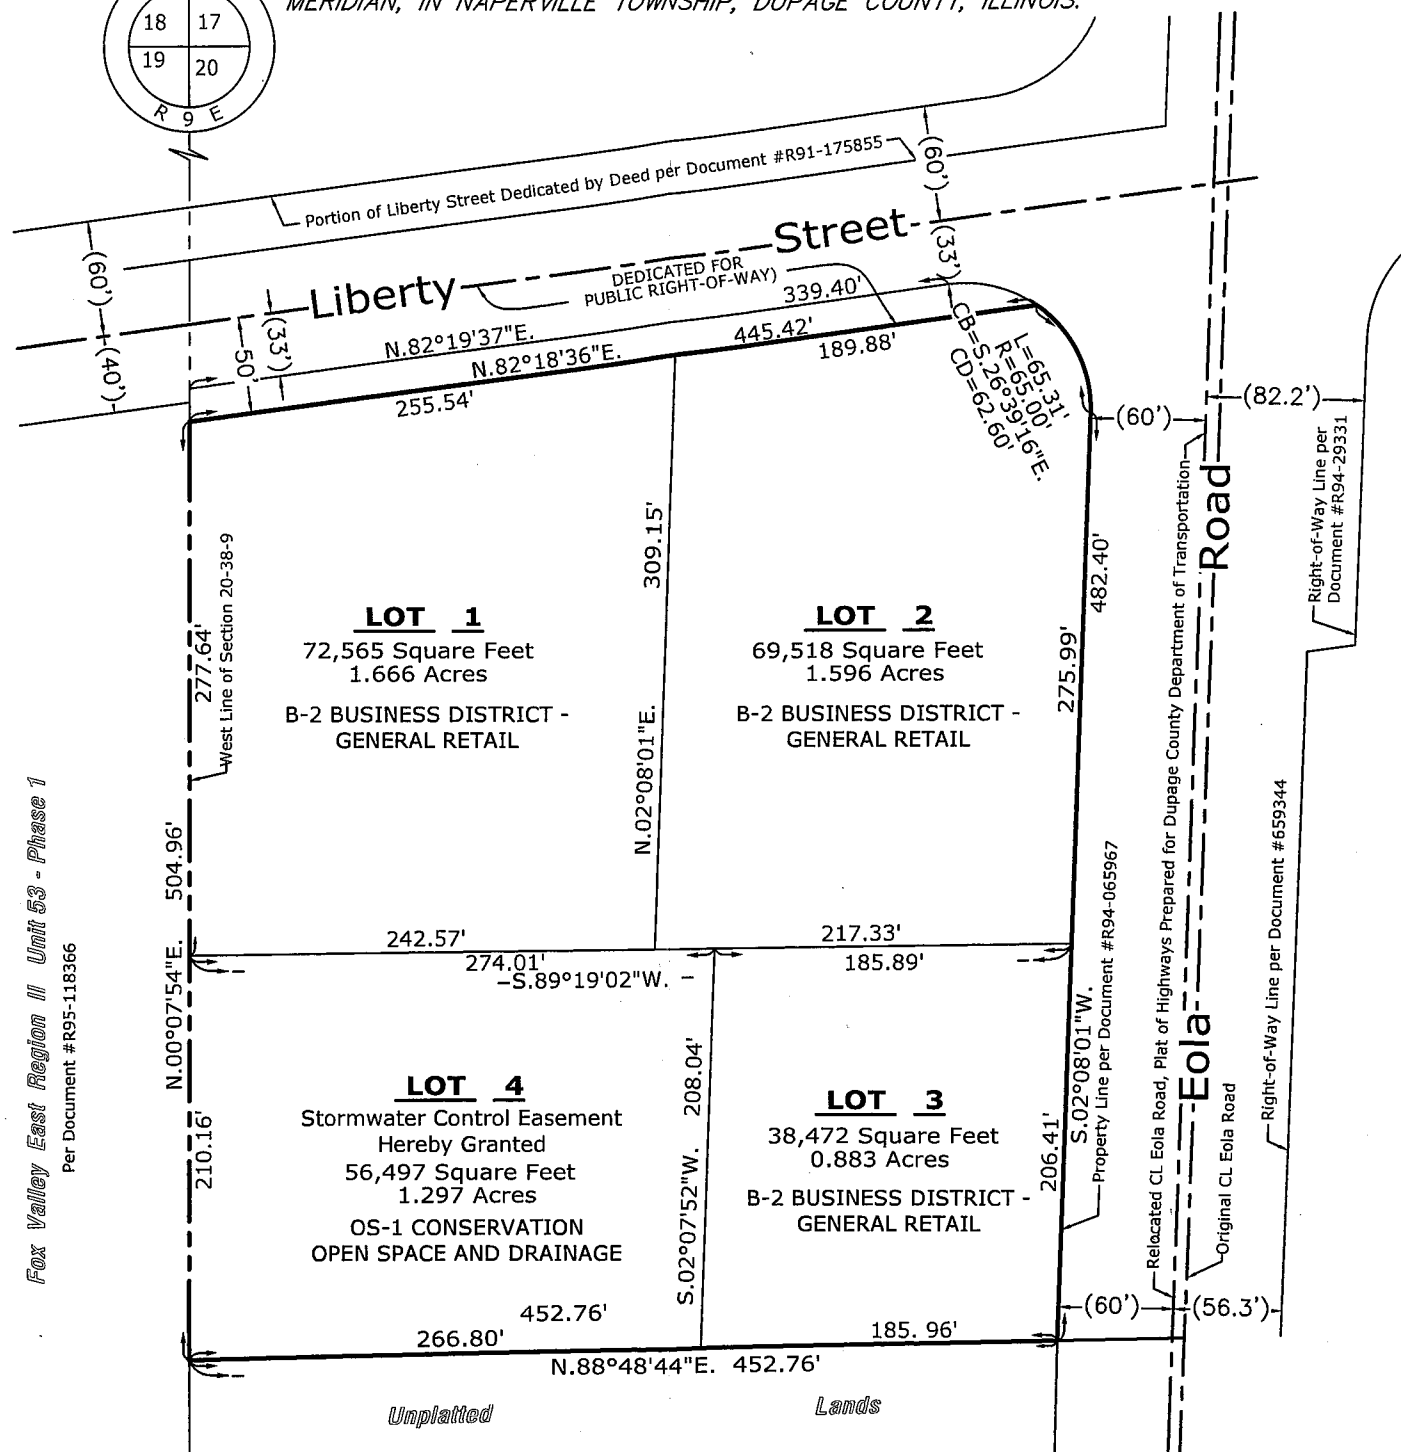 MERIDIAN, IN NAPERVILLE TOWNSHIP, DUPAGE COUNTY, ILLINOIS.
18 17
19 20
R 9 E
Portion of Liberty Street Dedicated by Deed per Document #R91-175855
(60')
(60')
Liberty Street
(33')
DEDICATED FOR
PUBLIC RIGHT-OF-WAY)
339.40'
(33')
50'
(40')
N.82°19'37"E.
445.42'
N.82°18'36"E.
189.88'
255.54'
L=65.31'
R=65.00'
CB=S.26°39'16"E.
CD=62.60'
(60')
(82.2')
Right-of-Way Line per
Document #R94-29331
Road
309.15'
482.40'
West Line of Section 20-38-9
277.64'
LOT 1
72,565 Square Feet
1.666 Acres
B-2 BUSINESS DISTRICT -
GENERAL RETAIL
N.02°08'01"E.
LOT 2
69,518 Square Feet
1.596 Acres
B-2 BUSINESS DISTRICT -
GENERAL RETAIL
275.99'
Relocated CL Eola Road, Plat of Highways Prepared for Dupage County Department of Transportation
Right-of-Way Line per Document #659344
Fox Valley East Region II Unit 53 - Phase 1
Per Document #R95-118366
504.96'
N.00°07'54"E.
242.57'
217.33'
274.01'
185.89'
S.89°19'02"W.
S.02°08'01"W.
Property Line per Document #R94-065967
Eola
Original CL Eola Road
210.16'
LOT 4
Stormwater Control Easement
Hereby Granted
56,497 Square Feet
1.297 Acres
OS-1 CONSERVATION
OPEN SPACE AND DRAINAGE
208.04'
S.02°07'52"W.
LOT 3
38,472 Square Feet
0.883 Acres
B-2 BUSINESS DISTRICT -
GENERAL RETAIL
206.41'
(60')
(56.3')
452.76'
266.80'
185.96'
N.88°48'44"E. 452.76'
Unplatted Lands